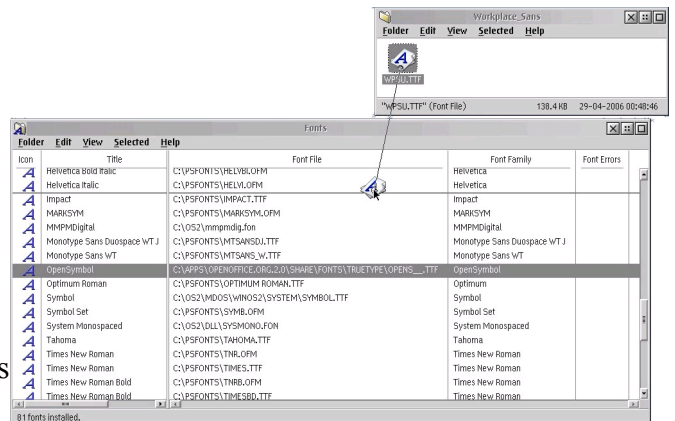 Workplace_Sans
Folder Edit View Selected Help
WPSU.TTF
"WPSU.TTF" (Font File) 138.4 KB 29-04-2006 00:48:46
Fonts
Folder Edit View Selected Help
Icon Title Font File Font Family Font Errors
Helvetica Bold Italic C:\PSFONTS\HELVBI.OFM Helvetica
Helvetica Italic C:\PSFONTS\HELVI.OFM Helvetica
Impact C:\PSFONTS\IMPACT.TTF Impact
MARKSYM C:\PSFONTS\MARKSYM.OFM MARKSYM
MMPMDigital C:\OS2\mmpmdig.fon MMPMDigital
Monotype Sans Duospace WT J C:\PSFONTS\MTSANSDJ.TTF Monotype Sans Duospace WT J
Monotype Sans WT C:\PSFONTS\MTSANS_W.TTF Monotype Sans WT
OpenSymbol C:\APPS\OPENOFFICE.ORG.2.0\SHARE\FONTS\TRUETYPE\OPENS__.TTF OpenSymbol
Optimum Roman C:\PSFONTS\OPTIMUM ROMAN.TTF Optimum
Symbol C:\OS2\MDOS\WINOS2\SYSTEM\SYMBOL.TTF Symbol
Symbol Set C:\PSFONTS\SYMB.OFM Symbol Set
System Monospaced C:\OS2\DLL\SYSMONO.FON System Monospaced
Tahoma C:\PSFONTS\TAHOMA.TTF Tahoma
Times New Roman C:\PSFONTS\TNR.OFM Times New Roman
s Times New Roman C:\PSFONTS\TIMES.TTF Times New Roman
Times New Roman Bold C:\PSFONTS\TNRB.OFM Times New Roman
Times New Roman Bold C:\PSFONTS\TIMESBD.TTF Times New Roman
81 fonts installed.